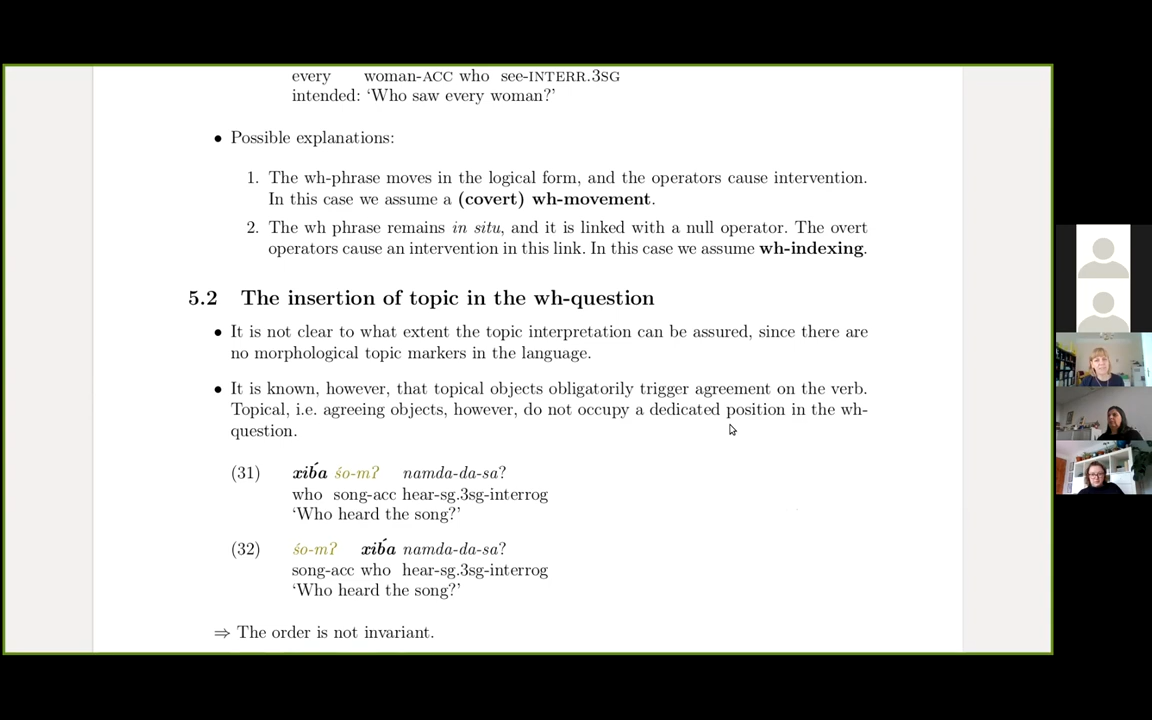 every woman-ACC who see-INTERR.3SG
intended: ‘Who saw every woman?’
• Possible explanations:
1. The wh-phrase moves in the logical form, and the operators cause intervention.
In this case we assume a (covert) wh-movement.
2. The wh phrase remains in situ, and it is linked with a null operator. The overt
operators cause an intervention in this link. In this case we assume wh-indexing.
5.2 The insertion of topic in the wh-question
• It is not clear to what extent the topic interpretation can be assured, since there are
no morphological topic markers in the language.
• It is known, however, that topical objects obligatorily trigger agreement on the verb.
Topical, i.e. agreeing objects, however, do not occupy a dedicated position in the wh-
question.
(31) xib́a śo-mʔ namda-da-sa?
who song-acc hear-sg.3sg-interrog
‘Who heard the song?’
(32) śo-mʔ xib́a namda-da-sa?
song-acc who hear-sg.3sg-interrog
‘Who heard the song?’
⇒ The order is not invariant.